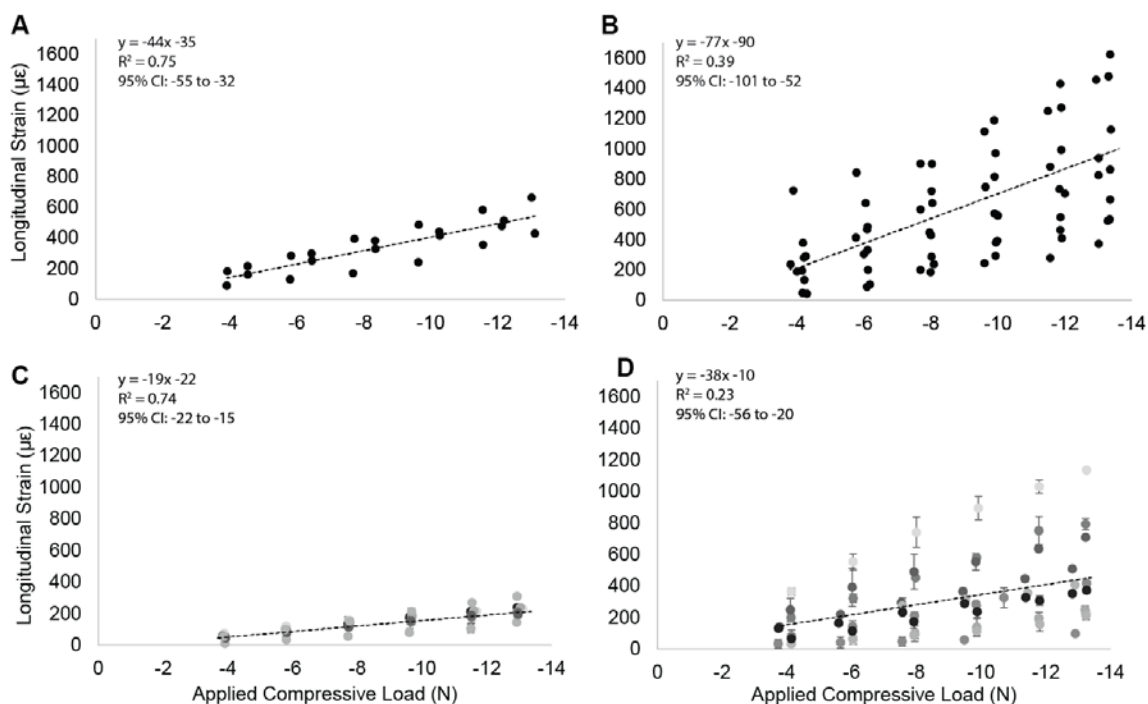 A
y = -44x -35
R² = 0.75
95% CI: -55 to -32
Longitudinal Strain (µε)
1600
1400
1200
1000
800
600
400
200
0
0 -2 -4 -6 -8 -10 -12 -14
B
y = -77x -90
R² = 0.39
95% CI: -101 to -52
1600
1400
1200
1000
800
600
400
200
0
0 -2 -4 -6 -8 -10 -12 -14
C
y = -19x -22
R² = 0.74
95% CI: -22 to -15
Longitudinal Strain (µε)
1600
1400
1200
1000
800
600
400
200
0
0 -2 -4 -6 -8 -10 -12 -14
Applied Compressive Load (N)
D
y = -38x -10
R² = 0.23
95% CI: -56 to -20
1600
1400
1200
1000
800
600
400
200
0
0 -2 -4 -6 -8 -10 -12 -14
Applied Compressive Load (N)